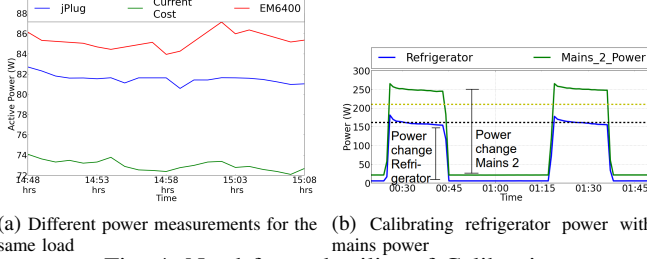 jPlug
Current
Cost
EM6400
88
86
84
82
80
78
76
74
72
Active Power (W)
14:48
hrs
14:53
hrs
14:58
hrs
15:03
hrs
15:08
hrs
Time
Refrigerator
Mains_2_Power
300
250
200
150
100
50
0
Power (W)
Power
change
Refri-
gerator
Power
change
Mains 2
00:30
00:45
01:00
01:15
01:30
01:45
Time
(a) Different power measurements for the
same load
(b) Calibrating refrigerator power with
mains power